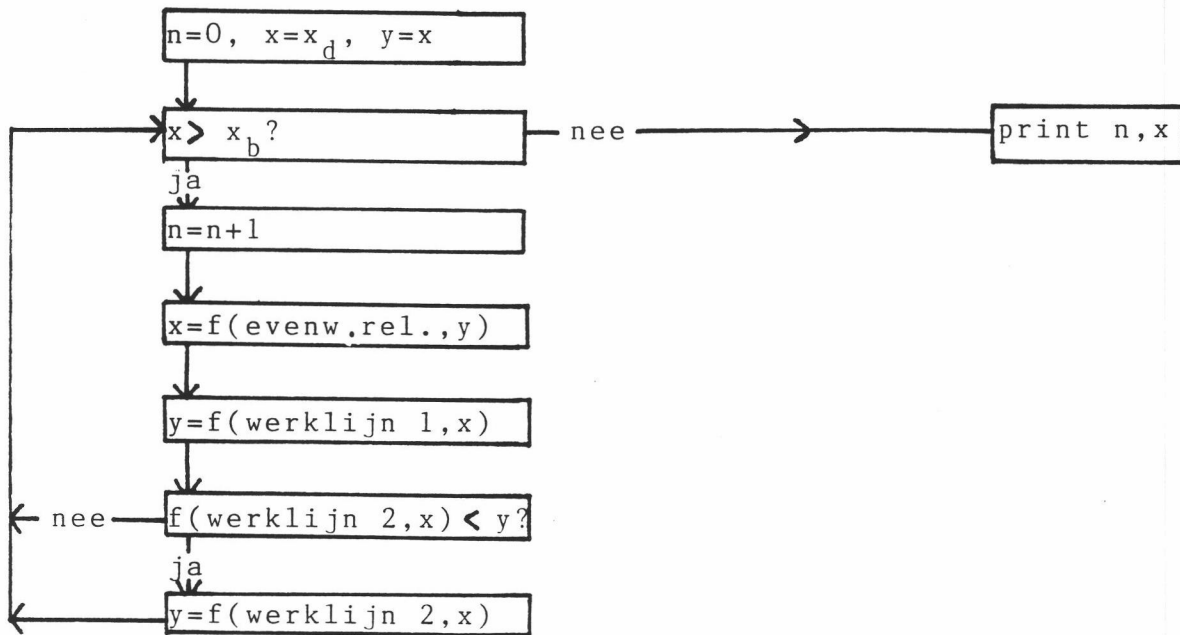 n=0, x=x_d, y=x
x> x_b?
nee
print n,x
ja
n=n+1
x=f(evenw.rel.,y)
y=f(werklijn 1,x)
nee
f(werklijn 2,x)< y?
ja
y=f(werklijn 2,x)